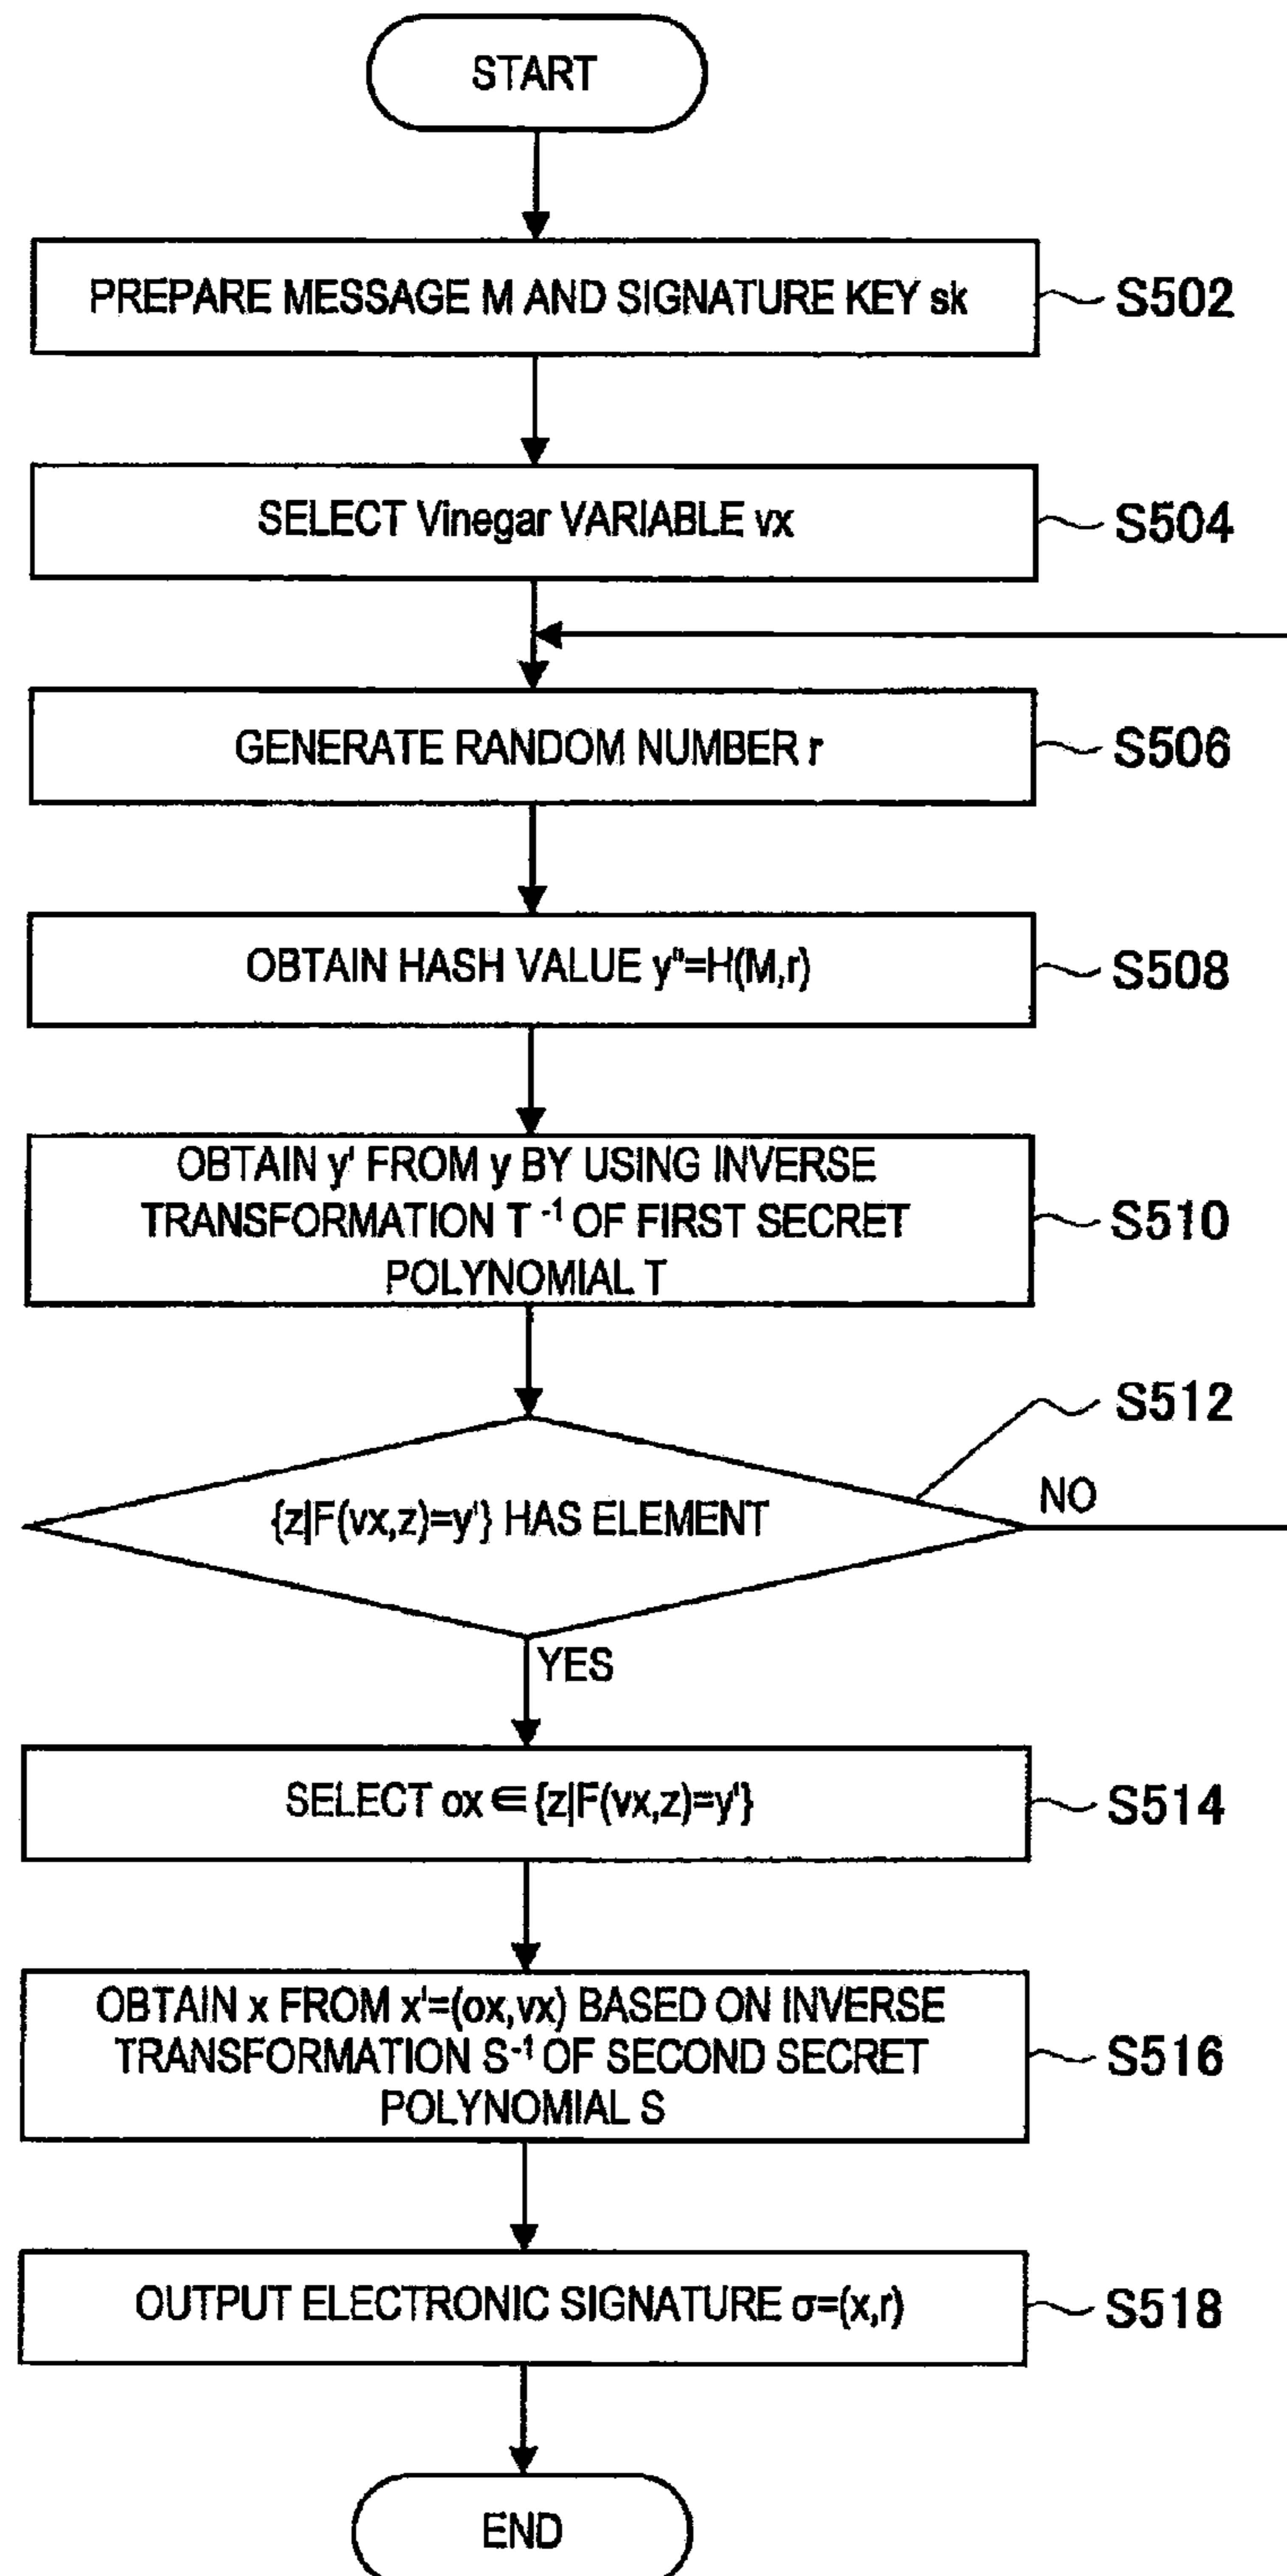 START
PREPARE MESSAGE M AND SIGNATURE KEY sk
S502
SELECT Vinegar VARIABLE vx
S504
GENERATE RANDOM NUMBER r
S506
OBTAIN HASH VALUE y"=H(M,r)
S508
OBTAIN y' FROM y BY USING INVERSE
TRANSFORMATION T⁻¹ OF FIRST SECRET
POLYNOMIAL T
S510
S512
{z|F(vx,z)=y'} HAS ELEMENT
NO
YES
SELECT ox ∈ {z|F(vx,z)=y'}
S514
OBTAIN x FROM x'=(ox,vx) BASED ON INVERSE
TRANSFORMATION S⁻¹ OF SECOND SECRET
POLYNOMIAL S
S516
OUTPUT ELECTRONIC SIGNATURE σ=(x,r)
S518
END